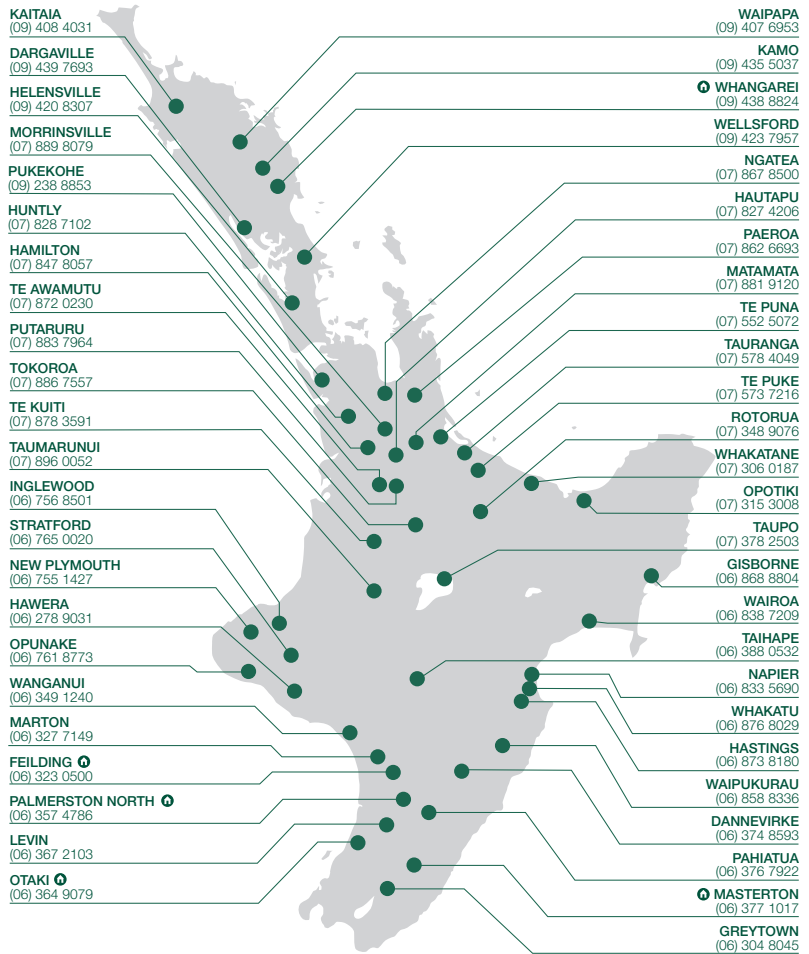 KAITAIA
(09) 408 4031
DARGAVILLE
(09) 439 7693
HELENSVILLE
(09) 420 8307
MORRINSVILLE
(07) 889 8079
PUKEKOHE
(09) 238 8853
HUNTLY
(07) 828 7102
HAMILTON
(07) 847 8057
TE AWAMUTU
(07) 872 0230
PUTARURU
(07) 883 7964
TOKOROA
(07) 886 7557
TE KUITI
(07) 878 3591
TAUMARUNUI
(07) 896 0052
INGLEWOOD
(06) 756 8501
STRATFORD
(06) 765 0020
NEW PLYMOUTH
(06) 755 1427
HAWERA
(06) 278 9031
OPUNAKE
(06) 761 8773
WANGANUI
(06) 349 1240
MARTON
(06) 327 7149
FEILDING
(06) 323 0500
PALMERSTON NORTH
(06) 357 4786
LEVIN
(06) 367 2103
OTAKI
(06) 364 9079
WAIPAPA
(09) 407 6953
KAMO
(09) 435 5037
WHANGAREI
(09) 438 8824
WELLSFORD
(09) 423 7957
NGATEA
(07) 867 8500
HAUTAPU
(07) 827 4206
PAEROA
(07) 862 6693
MATAMATA
(07) 881 9120
TE PUNA
(07) 552 5072
TAURANGA
(07) 578 4049
TE PUKE
(07) 573 7216
ROTORUA
(07) 348 9076
WHAKATANE
(07) 306 0187
OPOTIKI
(07) 315 3008
TAUPO
(07) 378 2503
GISBORNE
(06) 868 8804
WAIROA
(06) 838 7209
TAIHAPE
(06) 388 0532
NAPIER
(06) 833 5690
WHAKATU
(06) 876 8029
HASTINGS
(06) 873 8180
WAIPUKURAU
(06) 858 8336
DANNEVIRKE
(06) 374 8593
PAHIATUA
(06) 376 7922
MASTERTON
(06) 377 1017
GREYTOWN
(06) 304 8045